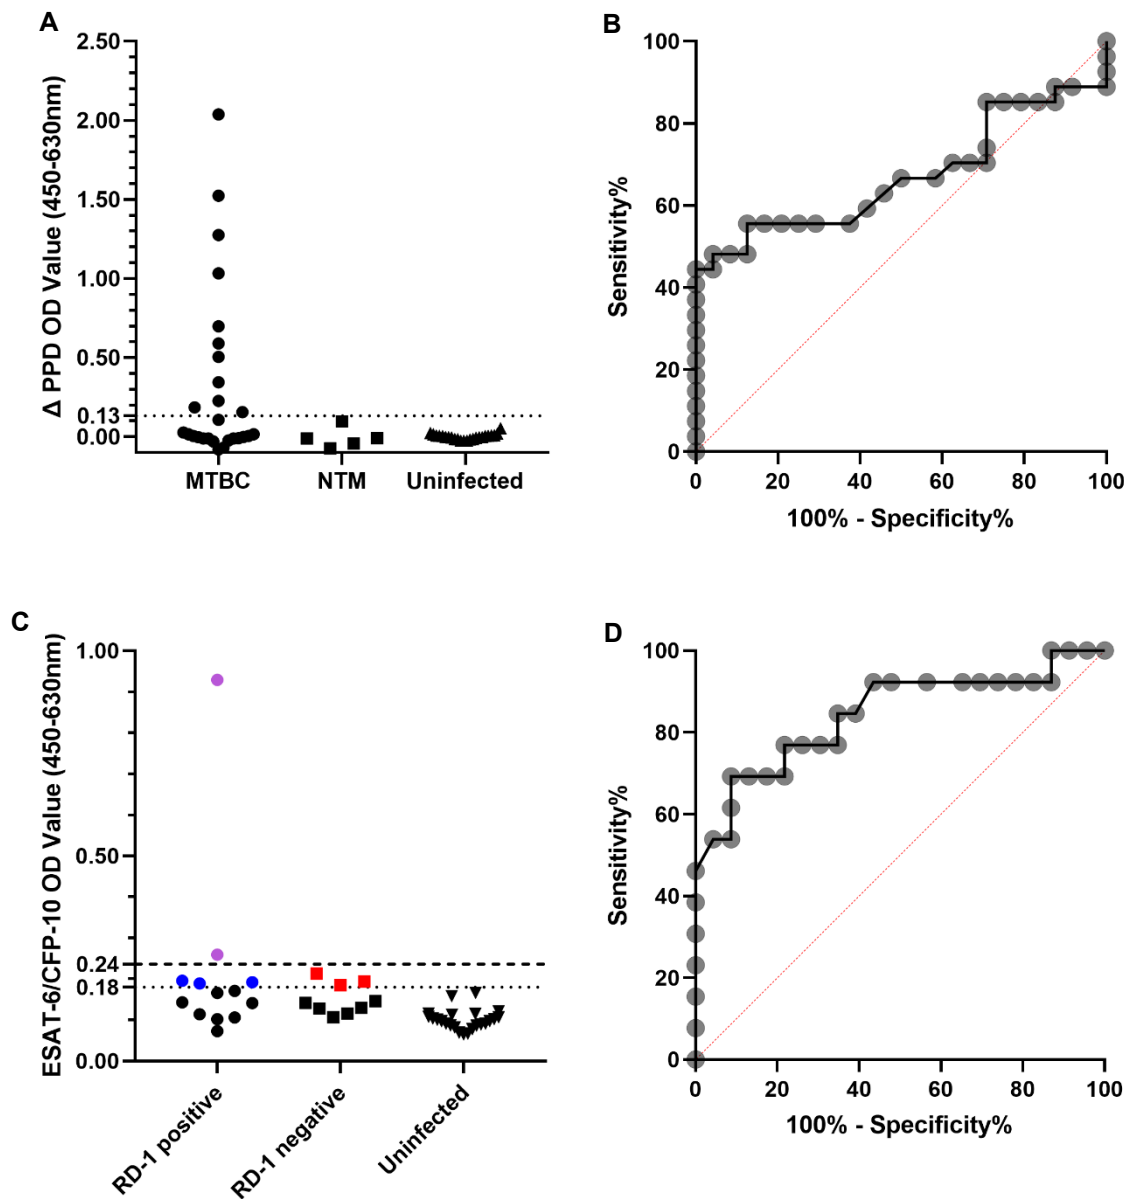 A
Δ PPD OD Value (450-630nm)
2.50
2.00
1.50
1.00
0.50
0.13
0.00
MTBC NTM Uninfected
B
Sensitivity%
100
80
60
40
20
0
0 20 40 60 80 100
100% - Specificity%
C
ESAT-6/CFP-10 OD Value (450-630nm)
1.00
0.50
0.24
0.18
0.00
RD-1 positive
RD-1 negative
Uninfected
D
Sensitivity%
100
80
60
40
20
0
0 20 40 60 80 100
100% - Specificity%